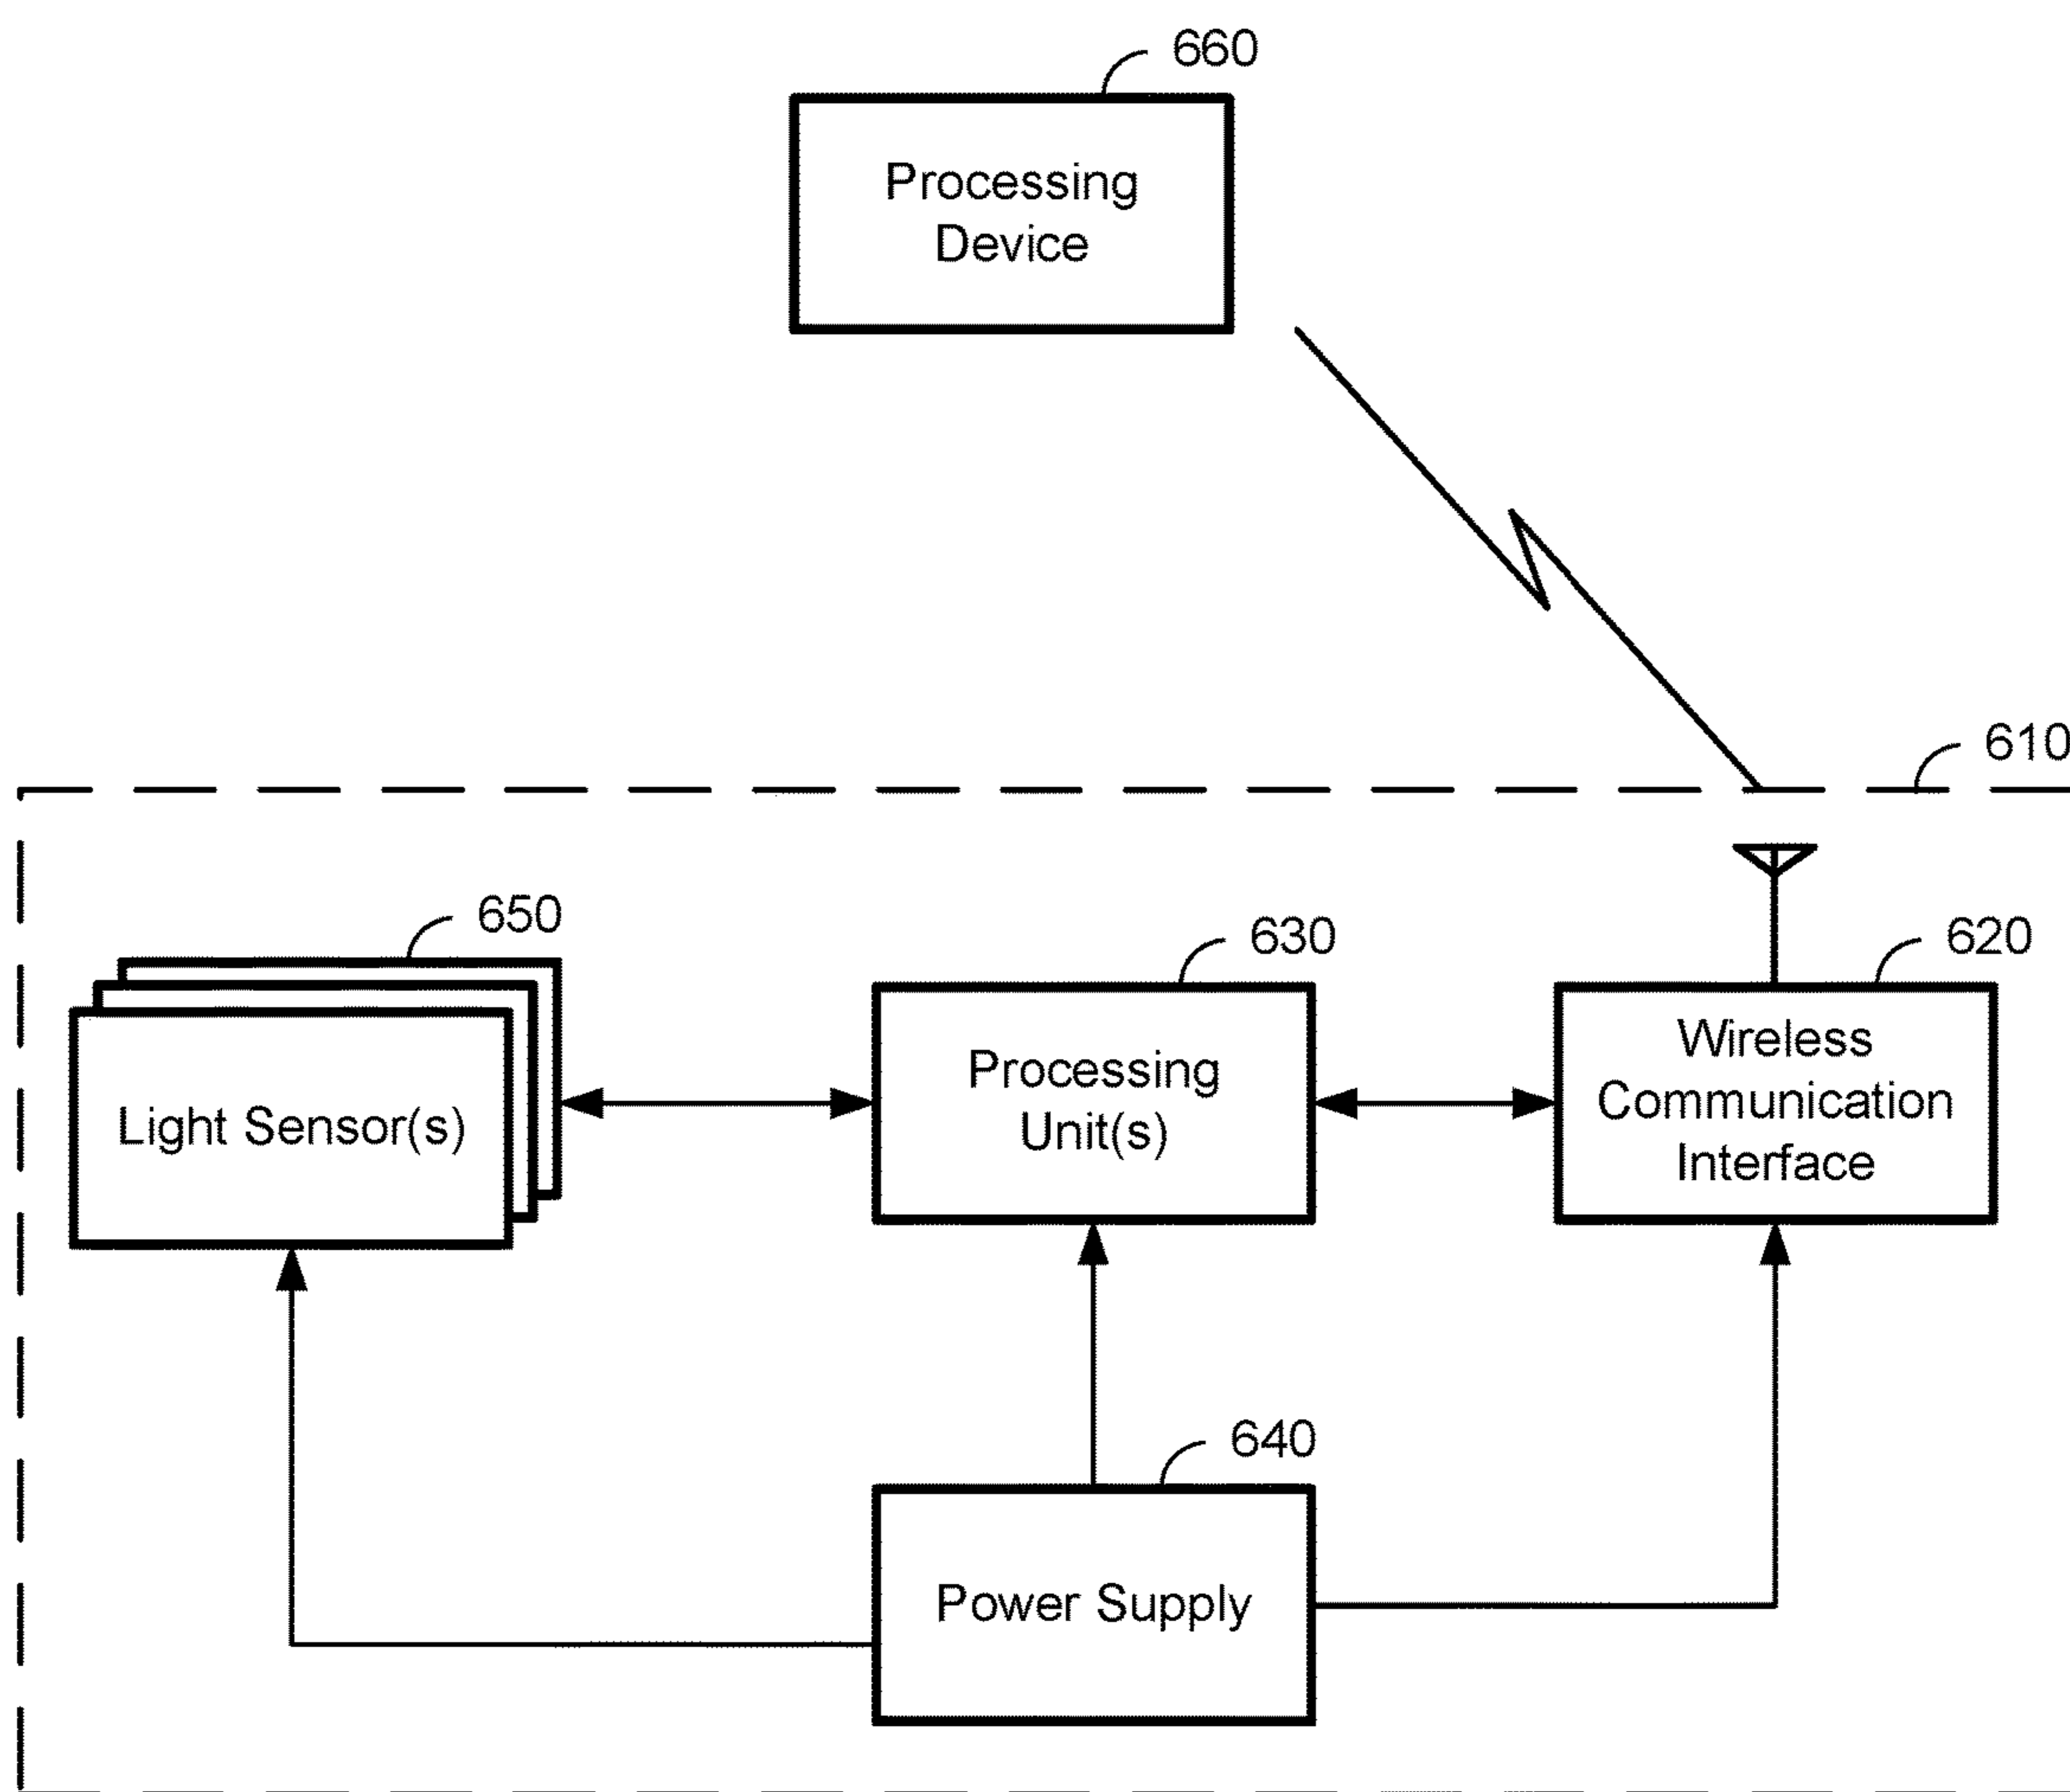 660
Processing
Device
610
650
630
620
Light Sensor(s)
Processing
Unit(s)
Wireless
Communication
Interface
640
Power Supply